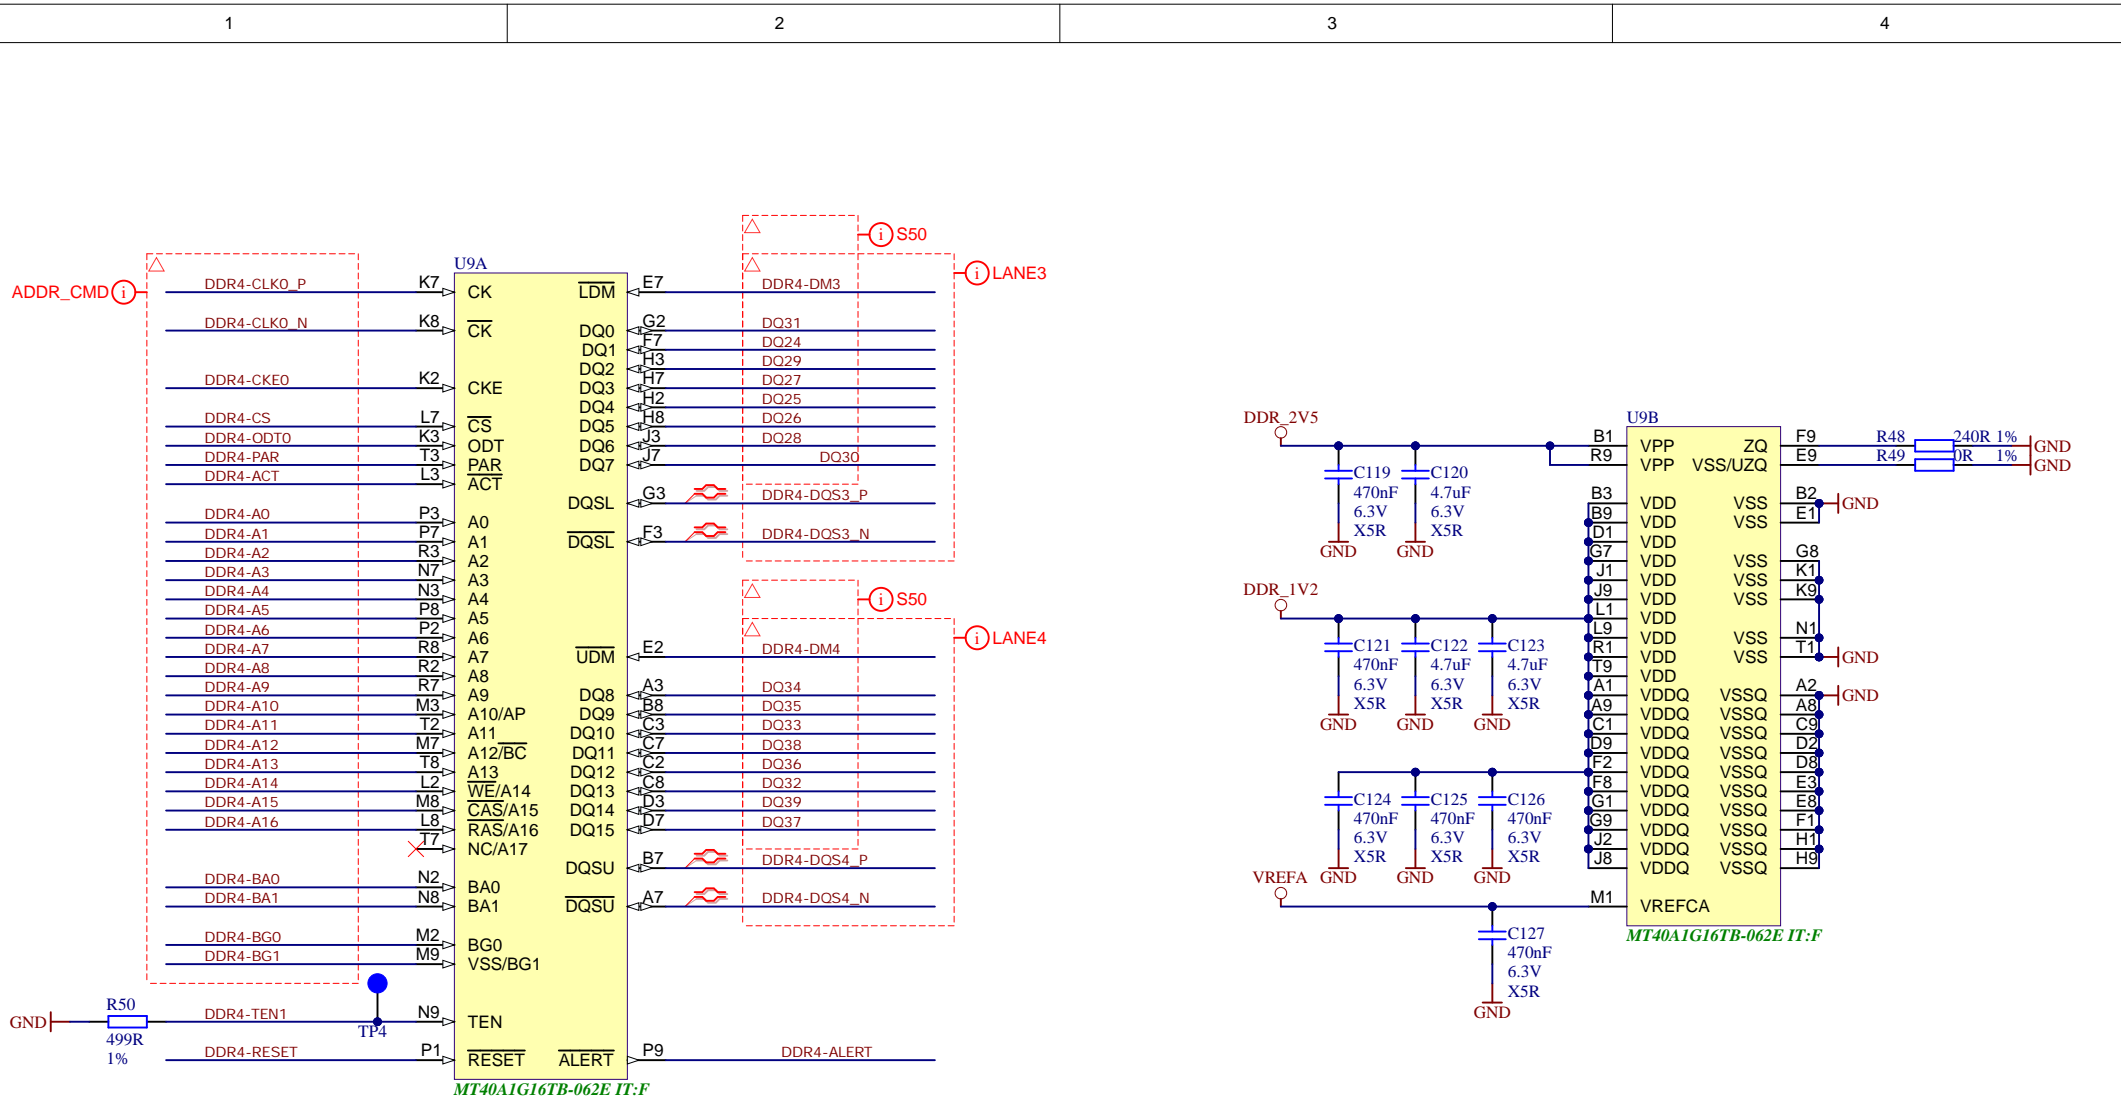 1 2 3 4
S50
LANE3
ADDR_CMD i
U9A
DDR4-CLK0_P K7 CK LDM E7 DDR4-DM3
DDR4-CLK0_N K8 CK DQ0 G2 DQ31
DQ1 F7 DQ24
DQ2 H3 DQ29
DDR4-CKE0 K2 CKE DQ3 H7 DQ27
DQ4 H2 DQ25
DDR4-CS L7 CS DQ5 H8 DQ26
DDR4-ODT0 K3 ODT DQ6 J3 DQ28
DDR4-PAR T3 PAR DQ7 J7 DQ30
DDR4-ACT L3 ACT
DQSL G3 DDR4-DQS3_P
DDR4-A0 P3 A0
DDR4-A1 P7 A1 DQSL F3 DDR4-DQS3_N
DDR4-A2 R3 A2
DDR4-A3 N7 A3
DDR4-A4 N3 A4
i S50
DDR4-A5 P8 A5
DDR4-A6 P2 A6
i LANE4
DDR4-A7 R8 A7 UDM E2 DDR4-DM4
DDR4-A8 R2 A8
DDR4-A9 R7 A9 DQ8 A3 DQ34
DDR4-A10 M3 A10/AP DQ9 B8 DQ35
DDR4-A11 T2 A11 DQ10 C3 DQ33
DDR4-A12 M7 A12/BC DQ11 C7 DQ38
DDR4-A13 T8 A13 DQ12 C2 DQ36
DDR4-A14 L2 WE/A14 DQ13 C8 DQ32
DDR4-A15 M8 CAS/A15 DQ14 D3 DQ39
DDR4-A16 L8 RAS/A16 DQ15 D7 DQ37
T7 NC/A17
DQSU B7 DDR4-DQS4_P
DDR4-BA0 N2 BA0
DDR4-BA1 N8 BA1 DQSU A7 DDR4-DQS4_N
DDR4-BG0 M2 BG0
DDR4-BG1 M9 VSS/BG1
GND R50 499R 1% DDR4-TEN1 TP4 N9 TEN
DDR4-RESET P1 RESET ALERT P9 DDR4-ALERT
MT40A1G16TB-062E IT:F
U9B
DDR_2V5
B1 VPP ZQ F9 R48 240R 1% GND
R9 VPP VSS/UZQ E9 R49 0R 1% GND
C119 470nF 6.3V X5R GND
C120 4.7uF 6.3V X5R GND
B3 VDD VSS B2 GND
B9 VDD VSS E1
D1 VDD
G7 VDD VSS G8
J1 VDD VSS K1
J9 VDD VSS K9
DDR_1V2
L1 VDD
L9 VDD VSS N1
R1 VDD VSS T1 GND
T9 VDD
C121 470nF 6.3V X5R GND
C122 4.7uF 6.3V X5R GND
C123 4.7uF 6.3V X5R GND
A1 VDDQ VSSQ A2 GND
A9 VDDQ VSSQ A8
C1 VDDQ VSSQ C9
D9 VDDQ VSSQ D2
F2 VDDQ VSSQ D8
F8 VDDQ VSSQ E3
G1 VDDQ VSSQ E8
G9 VDDQ VSSQ F1
J2 VDDQ VSSQ H1
J8 VDDQ VSSQ H9
C124 470nF 6.3V X5R GND
C125 470nF 6.3V X5R GND
C126 470nF 6.3V X5R GND
VREFA
M1 VREFCA
C127 470nF 6.3V X5R GND
MT40A1G16TB-062E IT:F